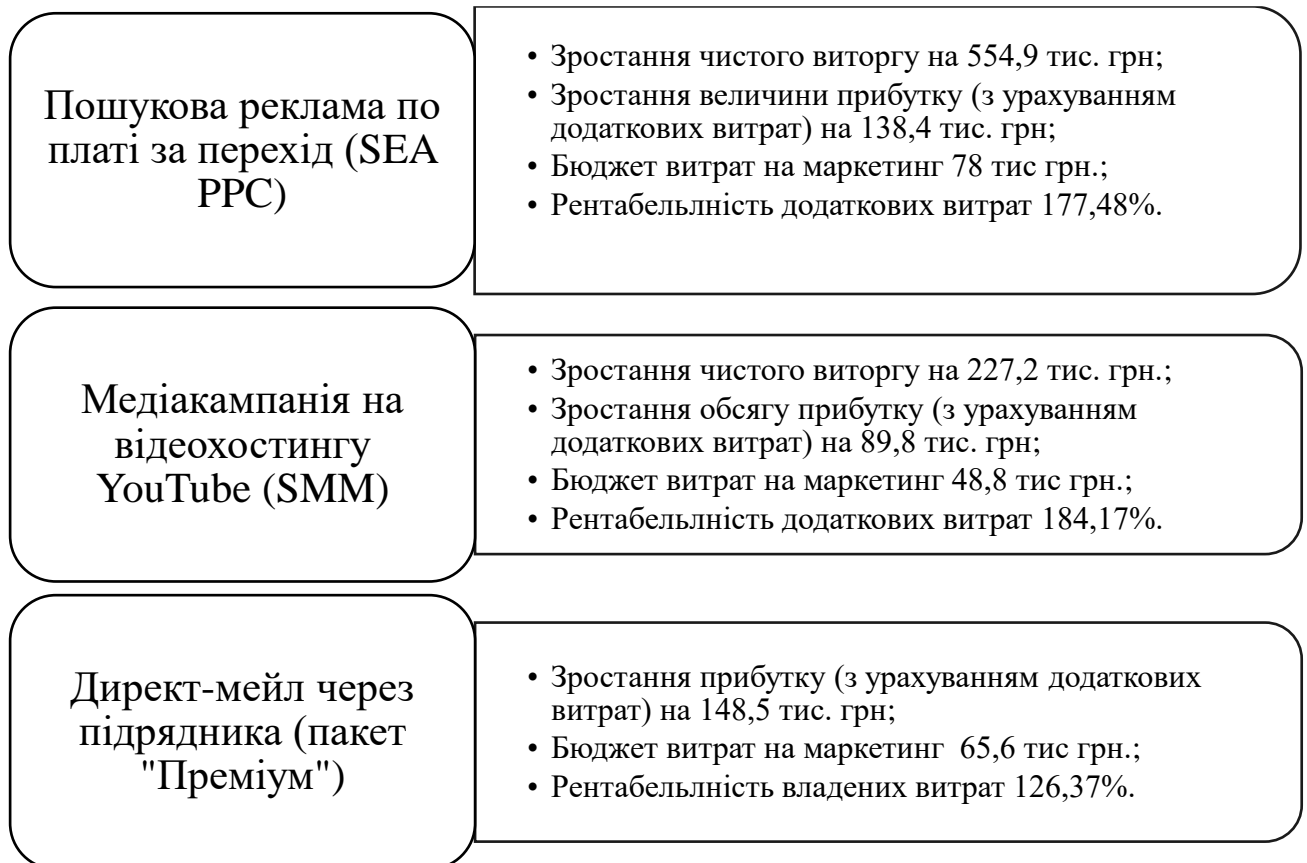 Пошукова реклама по
платі за перехід (SEA
PPC)
• Зростання чистого виторгу на 554,9 тис. грн;
• Зростання величини прибутку (з урахуванням
додаткових витрат) на 138,4 тис. грн;
• Бюджет витрат на маркетинг 78 тис грн.;
• Рентабельлність додаткових витрат 177,48%.
Медіакампанія на
відеохостингу
YouTube (SMM)
• Зростання чистого виторгу на 227,2 тис. грн.;
• Зростання обсягу прибутку (з урахуванням
додаткових витрат) на 89,8 тис. грн;
• Бюджет витрат на маркетинг 48,8 тис грн.;
• Рентабельлність додаткових витрат 184,17%.
Директ-мейл через
підрядника (пакет
"Преміум")
• Зростання прибутку (з урахуванням додаткових
витрат) на 148,5 тис. грн;
• Бюджет витрат на маркетинг  65,6 тис грн.;
• Рентабельлність владених витрат 126,37%.